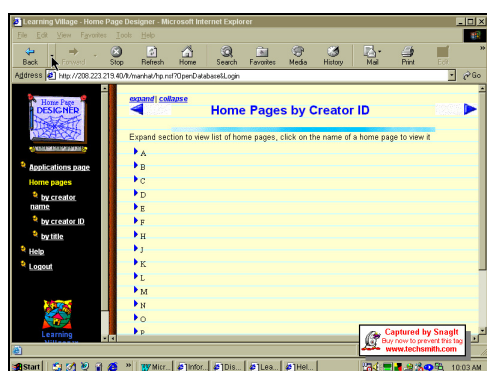 Learning Village - Home Page Designer - Microsoft Internet Explorer
File Edit View Favorites Tools Help
Back Forward Stop Refresh Home Search Favorites Media History Mail Print Edit
Address http://208.223.219.40/lv/manhat/hp.nsf?OpenDatabase&Login Go
Home Page
DESIGNER
Applications page
Home pages
by creator
name
by creator ID
by title
Help
Logout
Learning
expand | collapse
Home Pages by Creator ID
Expand section to view list of home pages, click on the name of a home page to view it
A
B
C
D
E
F
H
J
K
L
M
N
O
P
Captured by SnagIt
Buy now to prevent this tag
www.techsmith.com
Start Micr... Infor... Dis... Lea... Hel... 10:03 AM